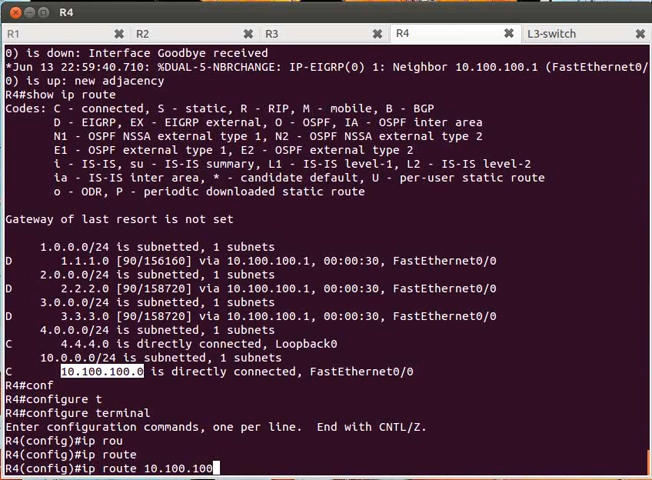 R4
R1
R2
R3
R4
L3-switch
0) is down: Interface Goodbye received
*Jun 13 22:59:40.710: %DUAL-5-NBRCHANGE: IP-EIGRP(0) 1: Neighbor 10.100.100.1 (FastEthernet0/
0) is up: new adjacency
R4#show ip route
Codes: C - connected, S - static, R - RIP, M - mobile, B - BGP
D - EIGRP, EX - EIGRP external, O - OSPF, IA - OSPF inter area
N1 - OSPF NSSA external type 1, N2 - OSPF NSSA external type 2
E1 - OSPF external type 1, E2 - OSPF external type 2
i - IS-IS, su - IS-IS summary, L1 - IS-IS level-1, L2 - IS-IS level-2
ia - IS-IS inter area, * - candidate default, U - per-user static route
o - ODR, P - periodic downloaded static route
Gateway of last resort is not set
1.0.0.0/24 is subnetted, 1 subnets
D 1.1.1.0 [90/156160] via 10.100.100.1, 00:00:30, FastEthernet0/0
2.0.0.0/24 is subnetted, 1 subnets
D 2.2.2.0 [90/158720] via 10.100.100.1, 00:00:30, FastEthernet0/0
3.0.0.0/24 is subnetted, 1 subnets
D 3.3.3.0 [90/158720] via 10.100.100.1, 00:00:30, FastEthernet0/0
4.0.0.0/24 is subnetted, 1 subnets
C 4.4.4.0 is directly connected, Loopback0
10.0.0.0/24 is subnetted, 1 subnets
C 10.100.100.0 is directly connected, FastEthernet0/0
R4#conf
R4#configure t
R4#configure terminal
Enter configuration commands, one per line. End with CNTL/Z.
R4(config)#ip rou
R4(config)#ip route
R4(config)#ip route 10.100.100